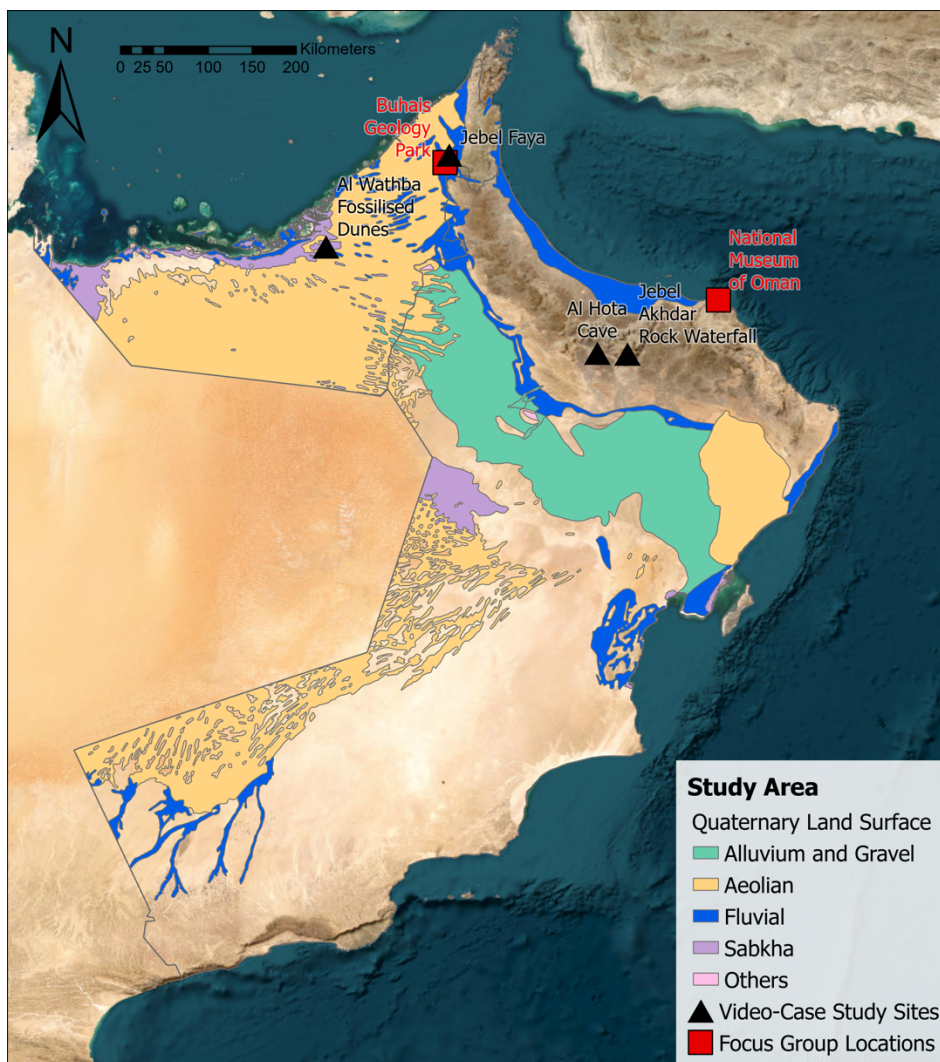 N
Kilometers
0 25 50 100 150 200
Buhais
Geology
Park
Jebel Faya
Al Wathba
Fossilised
Dunes
National
Museum
of Oman
Al Hota
Cave
Jebel
Akhdar
Rock Waterfall
Study Area
Quaternary Land Surface
Alluvium and Gravel
Aeolian
Fluvial
Sabkha
Others
Video-Case Study Sites
Focus Group Locations